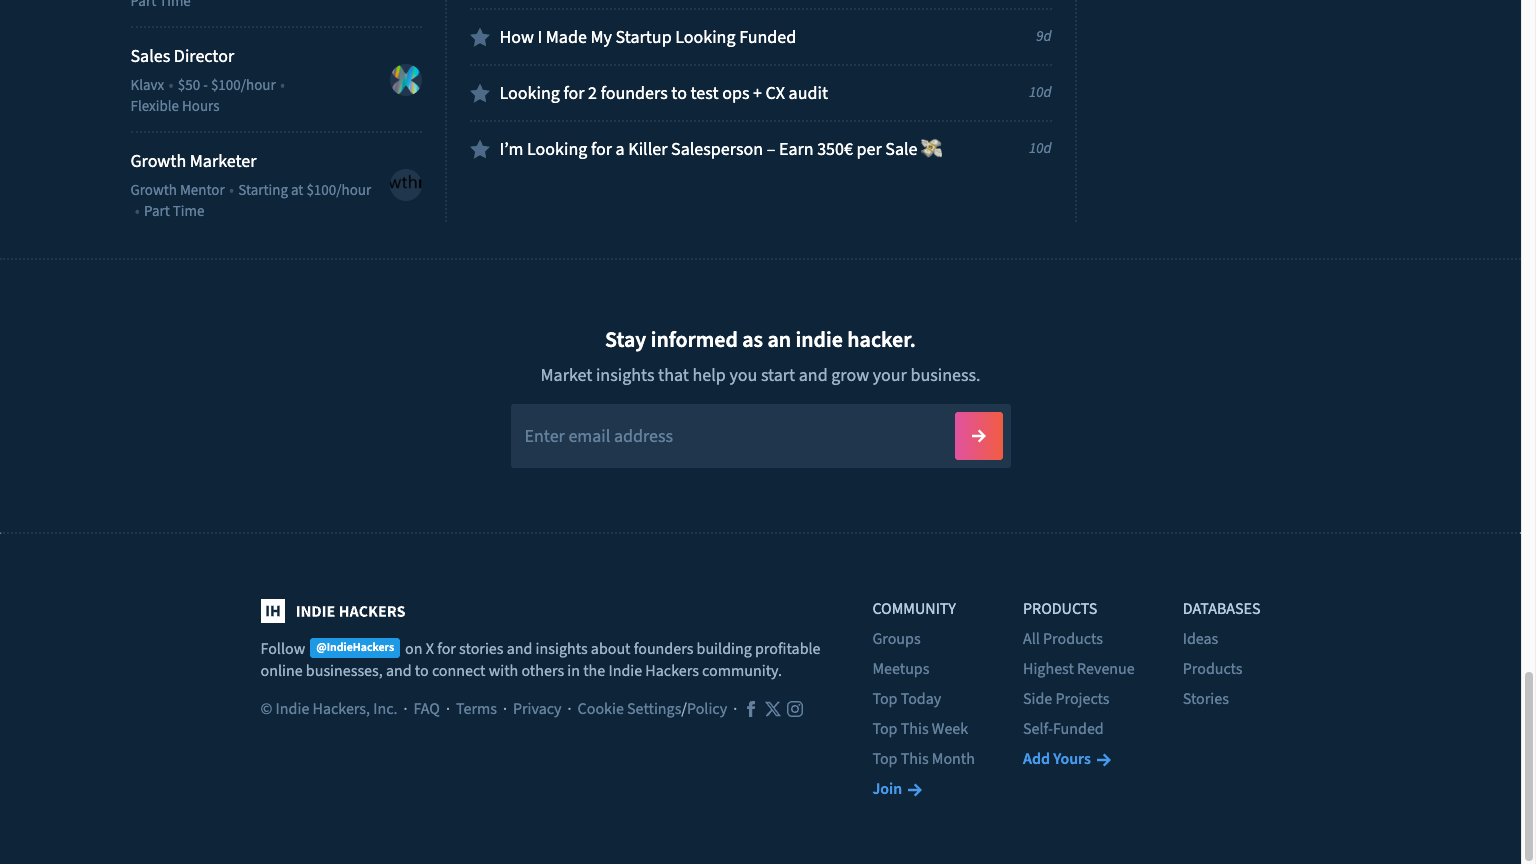 Part Time
Sales Director
Klavx • $50 - $100/hour •
Flexible Hours
Growth Marketer
Growth Mentor • Starting at $100/hour
• Part Time
How I Made My Startup Looking Funded 9d
Looking for 2 founders to test ops + CX audit 10d
I’m Looking for a Killer Salesperson – Earn 350€ per Sale💸 10d
Stay informed as an indie hacker.
Market insights that help you start and grow your business.
Enter email address
IH INDIE HACKERS
Follow @IndieHackers on X for stories and insights about founders building profitable
online businesses, and to connect with others in the Indie Hackers community.
© Indie Hackers, Inc. · FAQ · Terms · Privacy · Cookie Settings/Policy ·
COMMUNITY
Groups
Meetups
Top Today
Top This Week
Top This Month
Join →
PRODUCTS
All Products
Highest Revenue
Side Projects
Self-Funded
Add Yours →
DATABASES
Ideas
Products
Stories